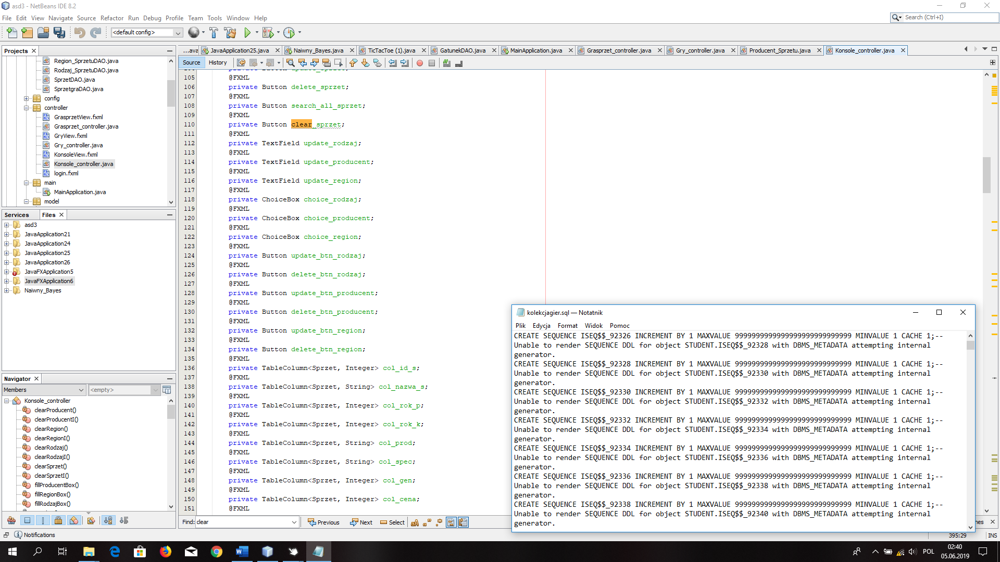 asd3 - NetBeans IDE 8.2
File Edit View Navigate Source Refactor Run Debug Profile Team Tools Window Help
Search (Ctrl+I)
<default config>
Projects
Region_SprzetuDAO.java
Rodzaj_SprzetuDAO.java
SprzetDAO.java
SprzetgraDAO.java
config
controller
GrasprzetView.fxml
Grasprzet_controller.java
GryView.fxml
Gry_controller.java
KonsoleView.fxml
Konsole_controller.java
login.fxml
main
MainApplication.java
model
Services Files
asd3
JavaApplication21
JavaApplication24
JavaApplication25
JavaApplication26
JavaFXApplication5
JavaFXApplication6
Naiwny_Bayes
Navigator
Members <empty>
Konsole_controller
clearProducent()
clearProducentI()
clearRegion()
clearRegionI()
clearRodzaj()
clearRodzajI()
clearSprzet()
clearSprzetI()
fillProducentBox()
fillRegionBox()
fillRodzajBox()
Notifications
...ava JavaApplication25.java Naiwny_Bayes.java TicTacToe (1).java GatunekDAO.java MainApplication.java Grasprzet_controller.java Gry_controller.java Producent_Sprzetu.java Konsole_controller.java
Source History
105 @FXML
106 private Button delete_sprzet;
107 @FXML
108 private Button search_all_sprzet;
109 @FXML
110 private Button clear_sprzet;
111 @FXML
112 private TextField update_rodzaj;
113 @FXML
114 private TextField update_producent;
115 @FXML
116 private TextField update_region;
117 @FXML
118 private ChoiceBox choice_rodzaj;
119 @FXML
120 private ChoiceBox choice_producent;
121 @FXML
122 private ChoiceBox choice_region;
123 @FXML
124 private Button update_btn_rodzaj;
125 @FXML
126 private Button delete_btn_rodzaj;
127 @FXML
128 private Button update_btn_producent;
129 @FXML
130 private Button delete_btn_producent;
131 @FXML
132 private Button update_btn_region;
133 @FXML
134 private Button delete_btn_region;
135 @FXML
136 private TableColumn<Sprzet, Integer> col_id_s;
137 @FXML
138 private TableColumn<Sprzet, String> col_nazwa_s;
139 @FXML
140 private TableColumn<Sprzet, Integer> col_rok_p;
141 @FXML
142 private TableColumn<Sprzet, Integer> col_rok_k;
143 @FXML
144 private TableColumn<Sprzet, String> col_prod;
145 @FXML
146 private TableColumn<Sprzet, String> col_spec;
147 @FXML
148 private TableColumn<Sprzet, Integer> col_gen;
149 @FXML
150 private TableColumn<Sprzet, Integer> col_cena;
151 @FXML
Find: clear Previous Next Select
kolekcjagier.sql — Notatnik
Plik Edycja Format Widok Pomoc
CREATE SEQUENCE ISEQ$$_92326 INCREMENT BY 1 MAXVALUE 9999999999999999999999999999 MINVALUE 1 CACHE 1;--
Unable to render SEQUENCE DDL for object STUDENT.ISEQ$$_92328 with DBMS_METADATA attempting internal
generator.
CREATE SEQUENCE ISEQ$$_92328 INCREMENT BY 1 MAXVALUE 9999999999999999999999999999 MINVALUE 1 CACHE 1;--
Unable to render SEQUENCE DDL for object STUDENT.ISEQ$$_92330 with DBMS_METADATA attempting internal
generator.
CREATE SEQUENCE ISEQ$$_92330 INCREMENT BY 1 MAXVALUE 9999999999999999999999999999 MINVALUE 1 CACHE 1;--
Unable to render SEQUENCE DDL for object STUDENT.ISEQ$$_92332 with DBMS_METADATA attempting internal
generator.
CREATE SEQUENCE ISEQ$$_92332 INCREMENT BY 1 MAXVALUE 9999999999999999999999999999 MINVALUE 1 CACHE 1;--
Unable to render SEQUENCE DDL for object STUDENT.ISEQ$$_92334 with DBMS_METADATA attempting internal
generator.
CREATE SEQUENCE ISEQ$$_92334 INCREMENT BY 1 MAXVALUE 9999999999999999999999999999 MINVALUE 1 CACHE 1;--
Unable to render SEQUENCE DDL for object STUDENT.ISEQ$$_92336 with DBMS_METADATA attempting internal
generator.
CREATE SEQUENCE ISEQ$$_92336 INCREMENT BY 1 MAXVALUE 9999999999999999999999999999 MINVALUE 1 CACHE 1;--
Unable to render SEQUENCE DDL for object STUDENT.ISEQ$$_92338 with DBMS_METADATA attempting internal
generator.
CREATE SEQUENCE ISEQ$$_92338 INCREMENT BY 1 MAXVALUE 9999999999999999999999999999 MINVALUE 1 CACHE 1;--
Unable to render SEQUENCE DDL for object STUDENT.ISEQ$$_92340 with DBMS_METADATA attempting internal
generator.
395:29 INS
POL
02:40
05.06.2019